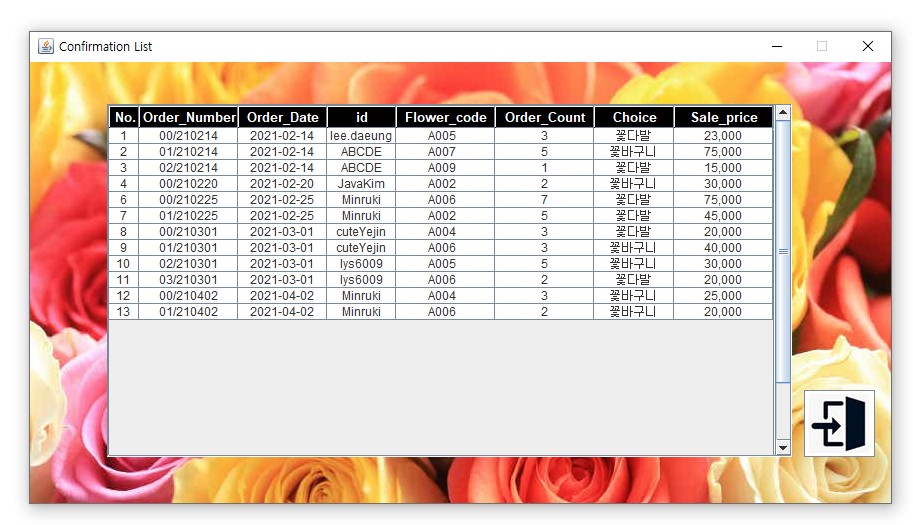 Confirmation List
No. Order_Number Order_Date id Flower_code Order_Count Choice Sale_price
1 00/210214 2021-02-14 lee.daeung A005 3 꽃다발 23,000
2 01/210214 2021-02-14 ABCDE A007 5 꽃바구니 75,000
3 02/210214 2021-02-14 ABCDE A009 1 꽃다발 15,000
4 00/210220 2021-02-20 JavaKim A002 2 꽃바구니 30,000
6 00/210225 2021-02-25 Minruki A006 7 꽃다발 75,000
7 01/210225 2021-02-25 Minruki A002 5 꽃다발 45,000
8 00/210301 2021-03-01 cuteYejin A004 3 꽃다발 20,000
9 01/210301 2021-03-01 cuteYejin A006 3 꽃바구니 40,000
10 02/210301 2021-03-01 lys6009 A005 5 꽃바구니 30,000
11 03/210301 2021-03-01 lys6009 A006 2 꽃다발 20,000
12 00/210402 2021-04-02 Minruki A004 3 꽃바구니 25,000
13 01/210402 2021-04-02 Minruki A006 2 꽃바구니 20,000